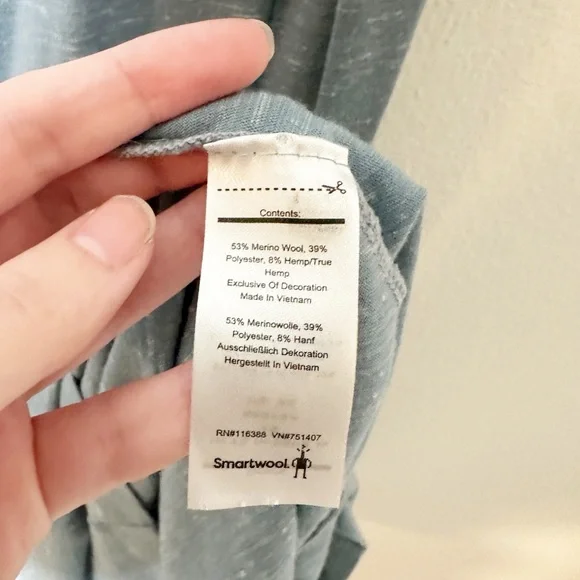 Contents:
53% Merino Wool, 39%
Polyester, 8% Hemp/True
Hemp
Exclusive Of Decoration
Made In Vietnam
53% Merinowolle, 39%
Polyester, 8% Hanf
Ausschließlich Dekoration
Hergestellt In Vietnam
RN#116388 VN#751407
Smartwool